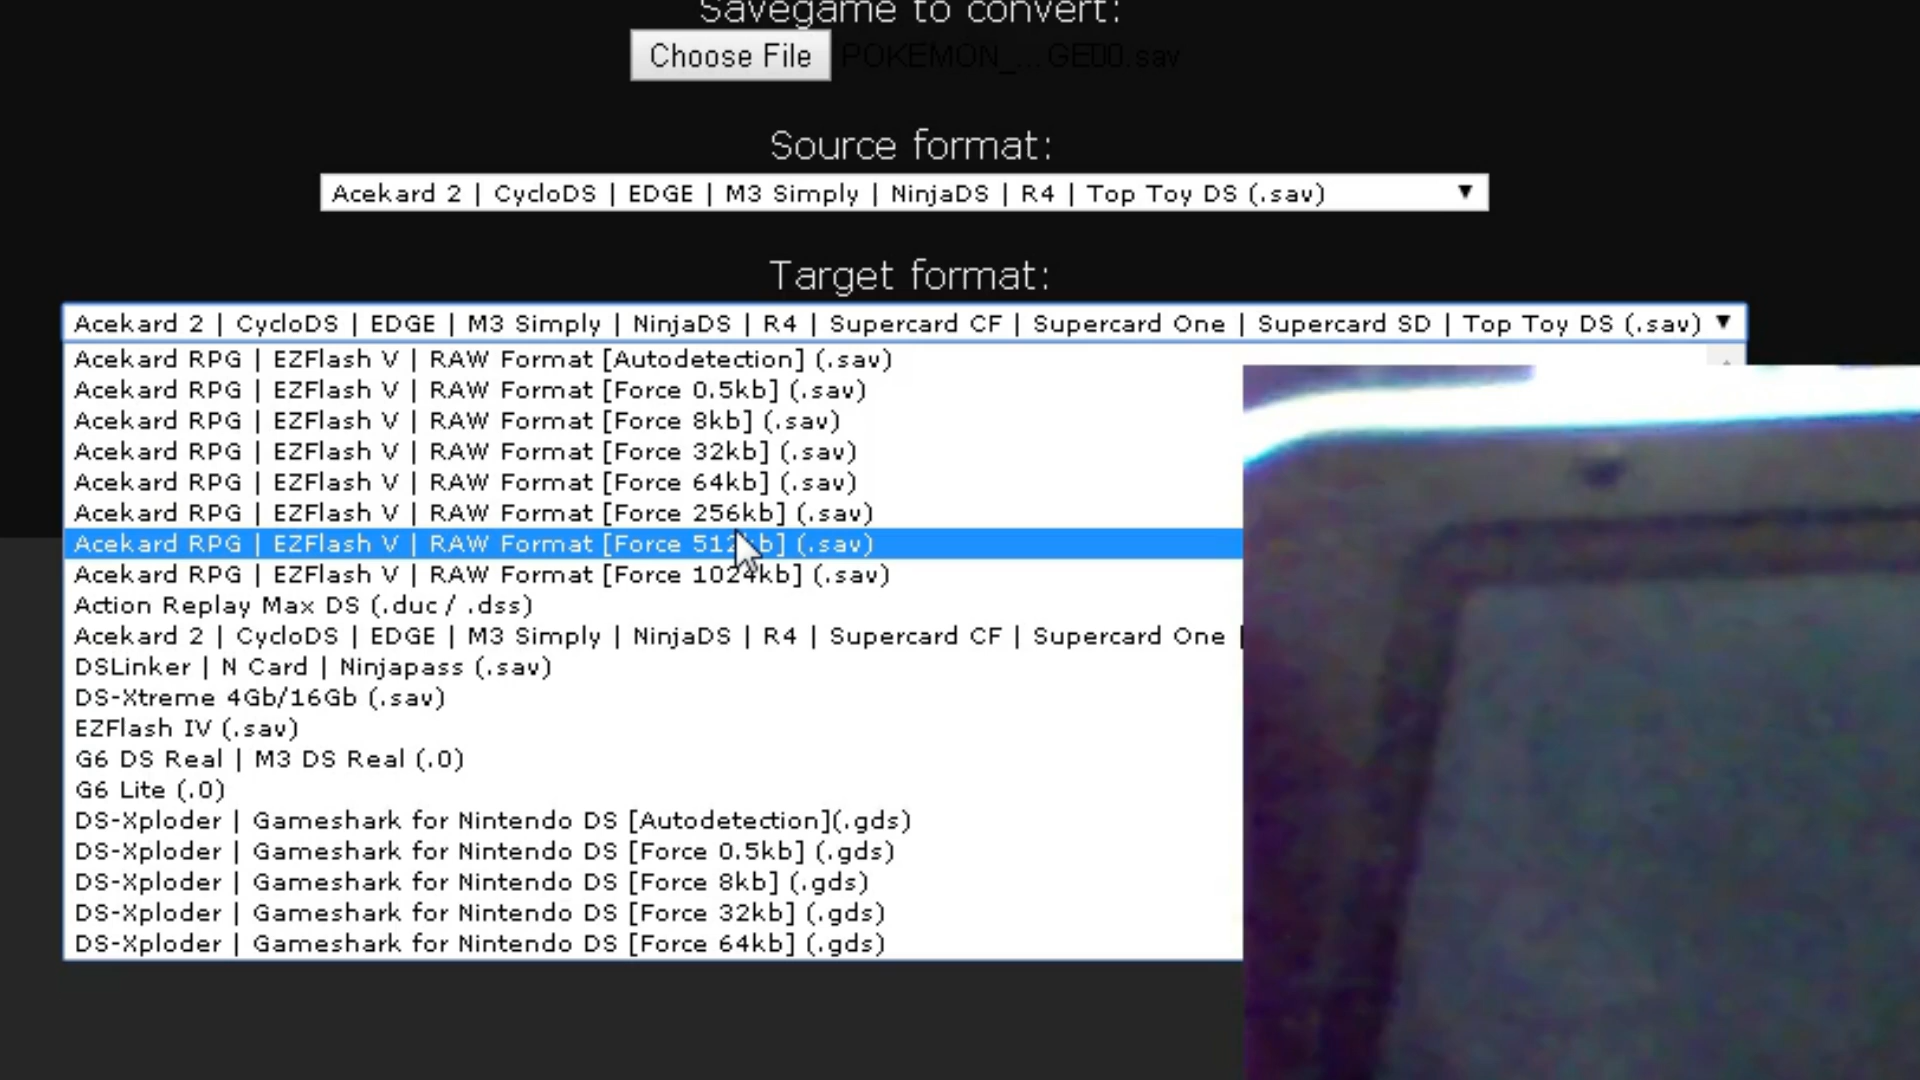 Savegame to convert:
Choose File POKEMON_...GE00.sav
Source format:
Acekard 2 | CycloDS | EDGE | M3 Simply | NinjaDS | R4 | Top Toy DS (.sav)
Target format:
Acekard 2 | CycloDS | EDGE | M3 Simply | NinjaDS | R4 | Supercard CF | Supercard One | Supercard SD | Top Toy DS (.sav)
Acekard RPG | EZFlash V | RAW Format [Autodetection] (.sav)
Acekard RPG | EZFlash V | RAW Format [Force 0.5kb] (.sav)
Acekard RPG | EZFlash V | RAW Format [Force 8kb] (.sav)
Acekard RPG | EZFlash V | RAW Format [Force 32kb] (.sav)
Acekard RPG | EZFlash V | RAW Format [Force 64kb] (.sav)
Acekard RPG | EZFlash V | RAW Format [Force 256kb] (.sav)
Acekard RPG | EZFlash V | RAW Format [Force 512kb] (.sav)
Acekard RPG | EZFlash V | RAW Format [Force 1024kb] (.sav)
Action Replay Max DS (.duc / .dss)
Acekard 2 | CycloDS | EDGE | M3 Simply | NinjaDS | R4 | Supercard CF | Supercard One |
DSLinker | N Card | Ninjapass (.sav)
DS-Xtreme 4Gb/16Gb (.sav)
EZFlash IV (.sav)
G6 DS Real | M3 DS Real (.0)
G6 Lite (.0)
DS-Xploder | Gameshark for Nintendo DS [Autodetection](.gds)
DS-Xploder | Gameshark for Nintendo DS [Force 0.5kb] (.gds)
DS-Xploder | Gameshark for Nintendo DS [Force 8kb] (.gds)
DS-Xploder | Gameshark for Nintendo DS [Force 32kb] (.gds)
DS-Xploder | Gameshark for Nintendo DS [Force 64kb] (.gds)